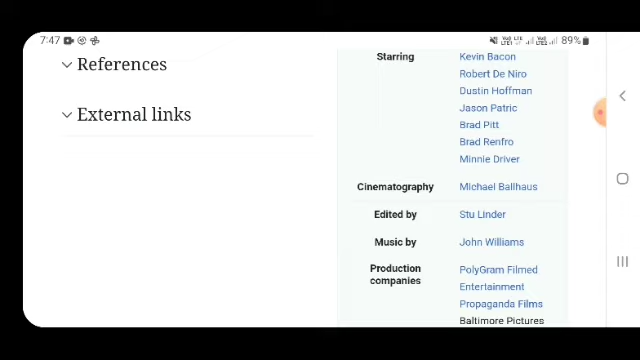 7:47
89%
References
External links
Starring
Kevin Bacon
Robert De Niro
Dustin Hoffman
Jason Patric
Brad Pitt
Brad Renfro
Minnie Driver
Cinematography
Michael Ballhaus
Edited by
Stu Linder
Music by
John Williams
Production
companies
PolyGram Filmed
Entertainment
Propaganda Films
Baltimore Pictures